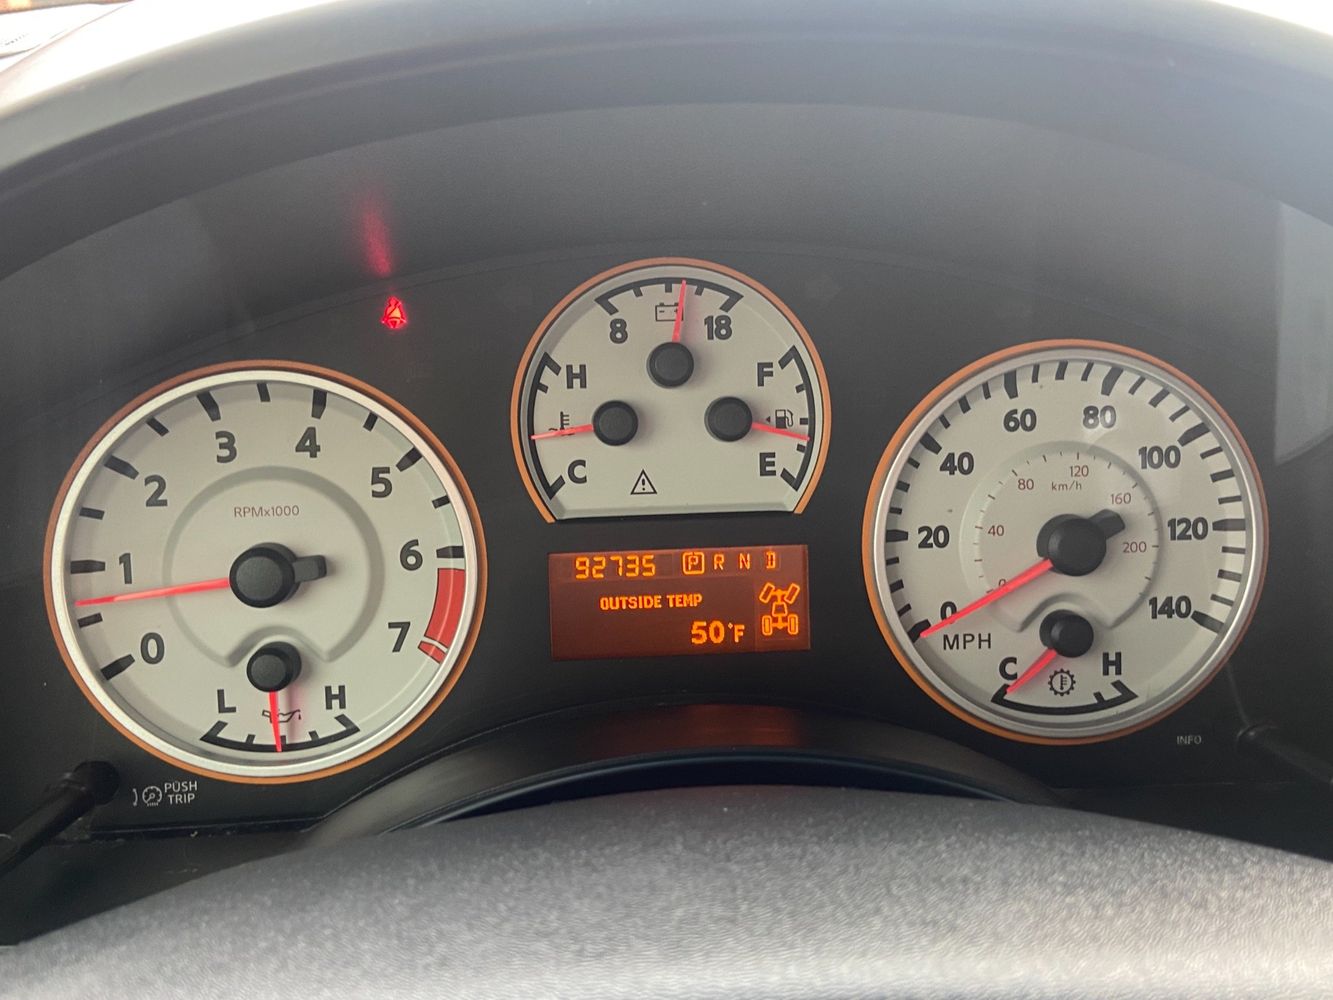 8 18
H
C
F
E
92735 P R N D
OUTSIDE TEMP
50°F
0
1
2
3
4
5
6
7
RPMx1000
L H
PUSH
TRIP
0
20
40
60
80
100
120
140
MPH
0
40
80
120
160
200
km/h
C H
INFO